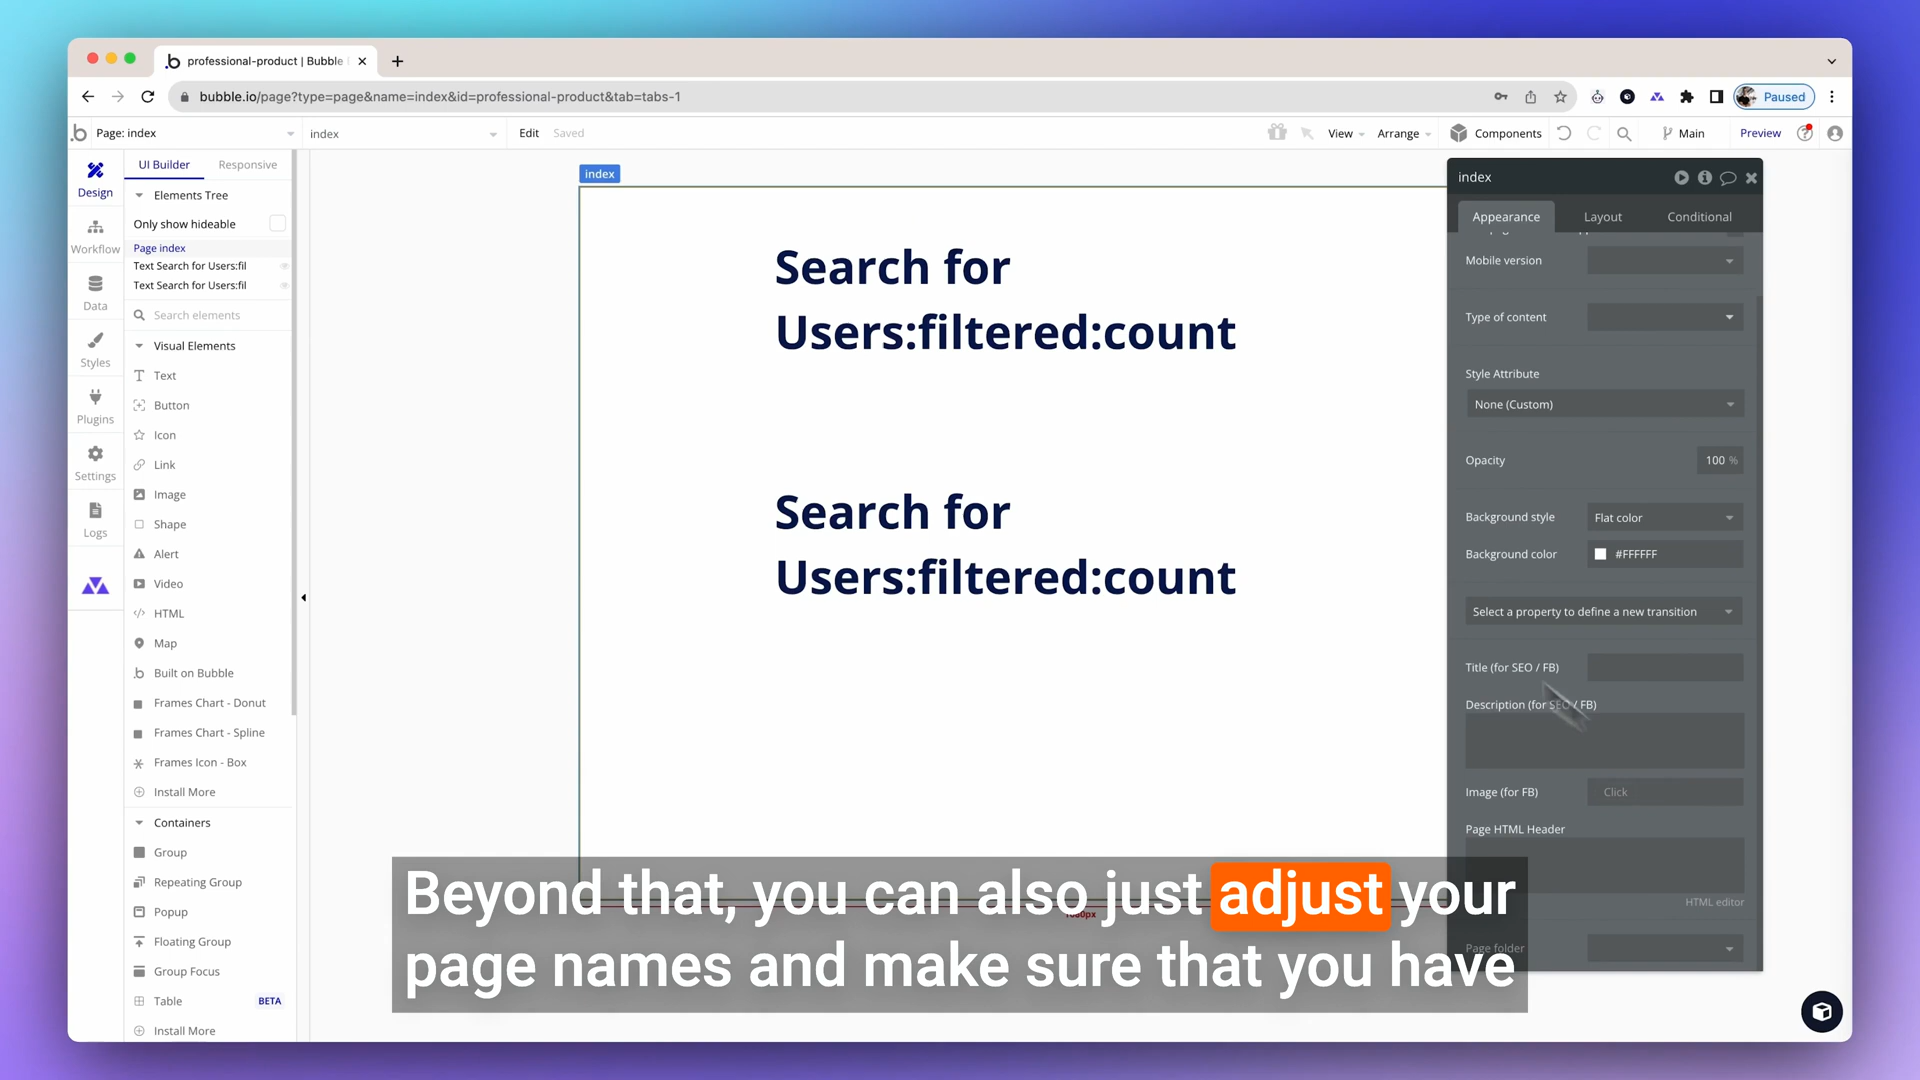 professional-product | Bubble
bubble.io/page?type=page&name=index&id=professional-product&tab=tabs-1
Paused
Page: index
index
Edit
Saved
View
Arrange
Components
Main
Preview
Design
Workflow
Data
Styles
Plugins
Settings
Logs
UI Builder
Responsive
Elements Tree
Only show hideable
Page index
Text Search for Users:fil
Text Search for Users:fil
Search elements
Visual Elements
Text
Button
Icon
Link
Image
Shape
Alert
Video
HTML
Map
Built on Bubble
Frames Chart - Donut
Frames Chart - Spline
Frames Icon - Box
Install More
Containers
Group
Repeating Group
Popup
Floating Group
Group Focus
Table BETA
Install More
index
Search for
Users:filtered:count
Search for
Users:filtered:count
index
Appearance
Layout
Conditional
Mobile version
Type of content
Style Attribute
None (Custom)
Opacity
100 %
Background style
Flat color
Background color
#FFFFFF
Select a property to define a new transition
Title (for SEO / FB)
Description (for SEO / FB)
Image (for FB)
Click
Page HTML Header
HTML editor
Page folder
Beyond that, you can also just adjust your
page names and make sure that you have